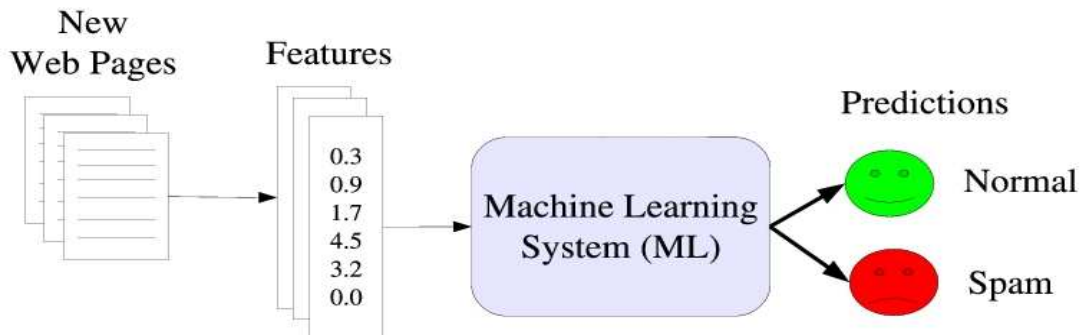 New
Web Pages
Features
0.3
0.9
1.7
4.5
3.2
0.0
Machine Learning
System (ML)
Predictions
Normal
Spam